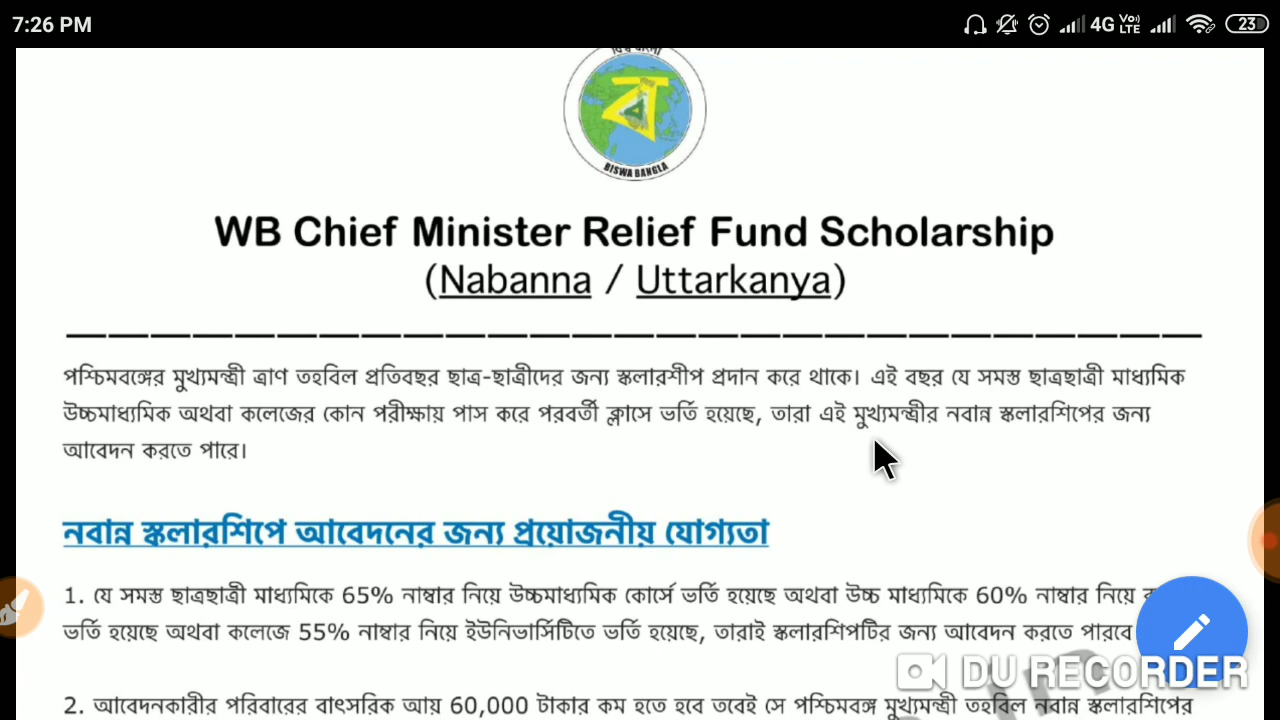 7:26 PM
4G VoLTE
23
বিশ্ব বাংলা
BISWA BANGLA
WB Chief Minister Relief Fund Scholarship
(Nabanna / Uttarkanya)
পশ্চিমবঙ্গের মুখ্যমন্ত্রী ত্রাণ তহবিল প্রতিবছর ছাত্র-ছাত্রীদের জন্য স্কলারশীপ প্রদান করে থাকে। এই বছর যে সমস্ত ছাত্রছাত্রী মাধ্যমিক
উচ্চমাধ্যমিক অথবা কলেজের কোন পরীক্ষায় পাস করে পরবর্তী ক্লাসে ভর্তি হয়েছে, তারা এই মুখ্যমন্ত্রীর নবান্ন স্কলারশিপের জন্য
আবেদন করতে পারে।
নবান্ন স্কলারশিপে আবেদনের জন্য প্রয়োজনীয় যোগ্যতা
1. যে সমস্ত ছাত্রছাত্রী মাধ্যমিকে 65% নাম্বার নিয়ে উচ্চমাধ্যমিক কোর্সে ভর্তি হয়েছে অথবা উচ্চ মাধ্যমিকে 60% নাম্বার নিয়ে
ভর্তি হয়েছে অথবা কলেজে 55% নাম্বার নিয়ে ইউনিভার্সিটিতে ভর্তি হয়েছে, তারাই স্কলারশিপটির জন্য আবেদন করতে পারবে
DU RECORDER
2. আবেদনকারীর পরিবারের বাৎসরিক আয় 60,000 টাকার কম হতে হবে তবেই সে পশ্চিমবঙ্গ মুখ্যমন্ত্রী তহবিল নবান্ন স্কলারশিপের